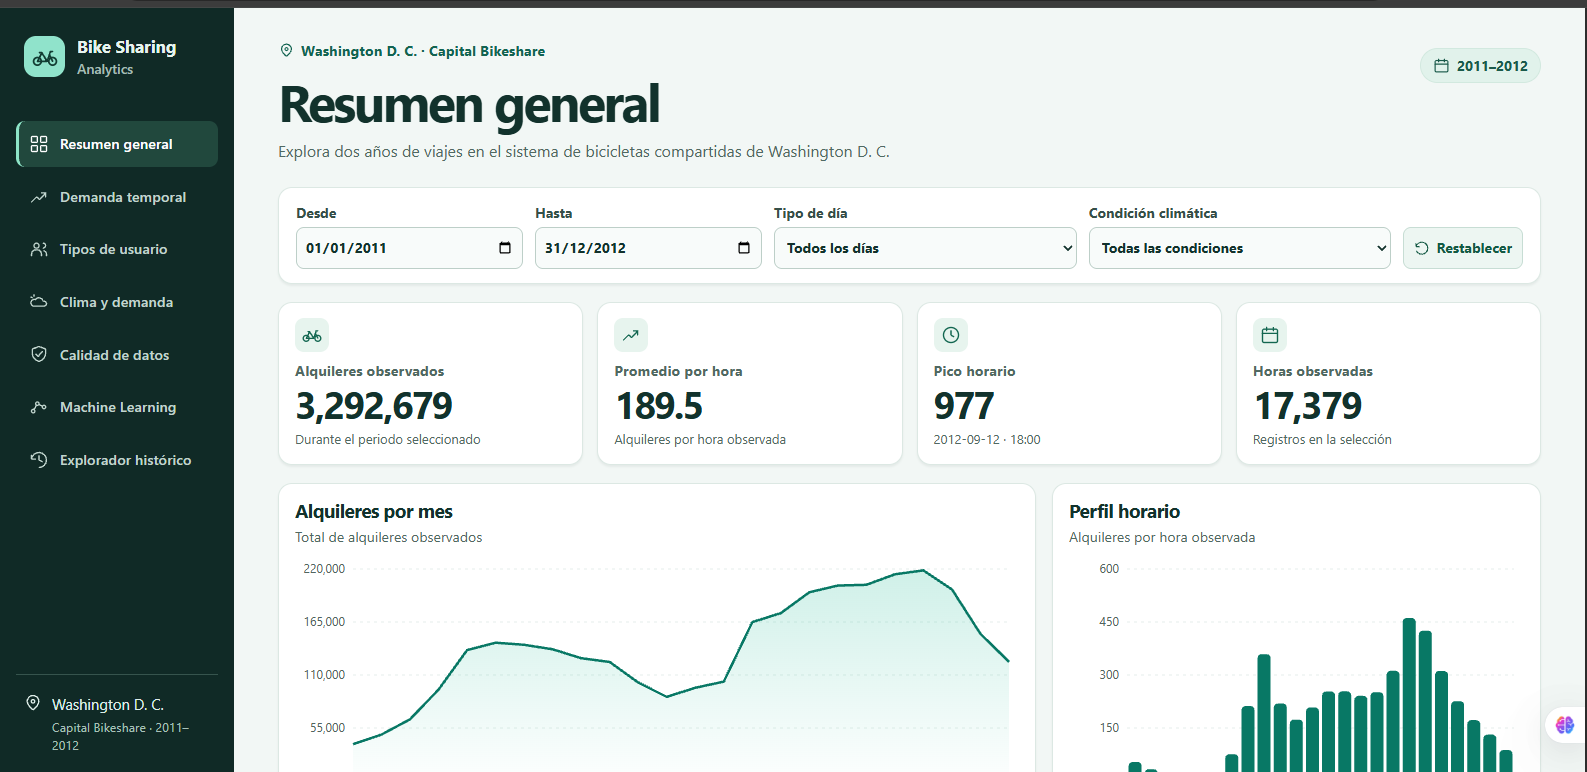 Bike Sharing
Analytics
Resumen general
Demanda temporal
Tipos de usuario
Clima y demanda
Calidad de datos
Machine Learning
Explorador histórico
Washington D. C.
Capital Bikeshare · 2011–
2012
Washington D. C. · Capital Bikeshare
2011–2012
Resumen general
Explora dos años de viajes en el sistema de bicicletas compartidas de Washington D. C.
Desde
01/01/2011
Hasta
31/12/2012
Tipo de día
Todos los días
Condición climática
Todas las condiciones
Restablecer
Alquileres observados
3,292,679
Durante el periodo seleccionado
Promedio por hora
189.5
Alquileres por hora observada
Pico horario
977
2012-09-12 · 18:00
Horas observadas
17,379
Registros en la selección
Alquileres por mes
Total de alquileres observados
220,000
165,000
110,000
55,000
Perfil horario
Alquileres por hora observada
600
450
300
150